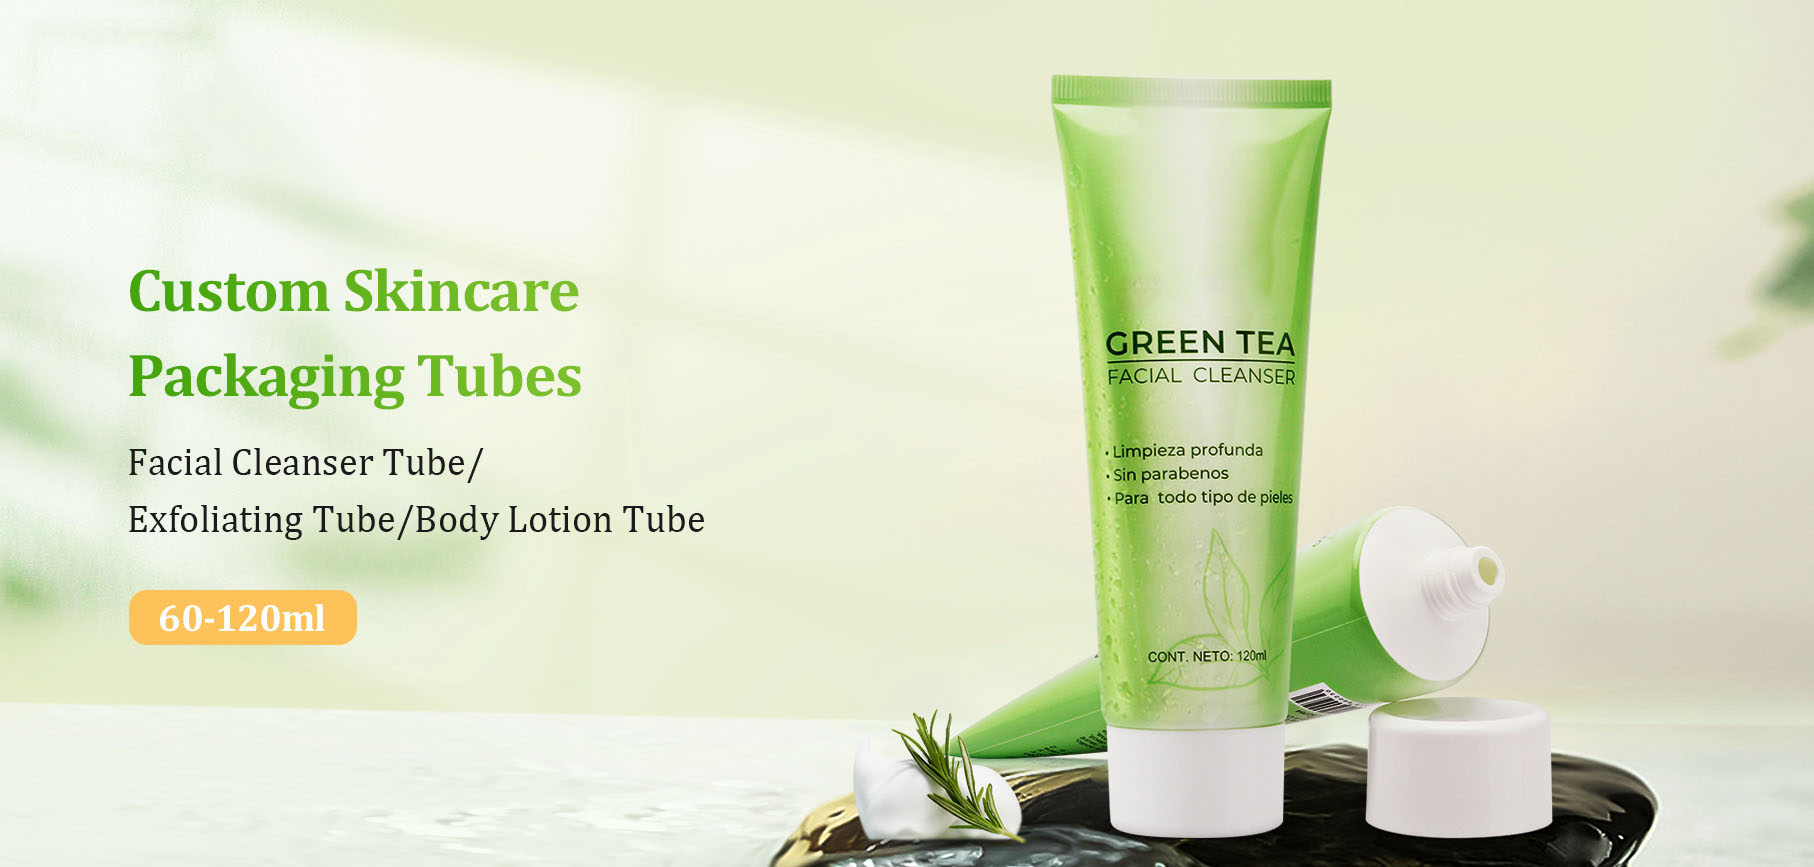 Custom Skincare
Packaging Tubes
Facial Cleanser Tube/
Exfoliating Tube/Body Lotion Tube
60-120ml
GREEN TEA
FACIAL CLEANSER
• Limpieza profunda
• Sin parabenos
• Para todo tipo de pieles
CONT. NETO: 120ml